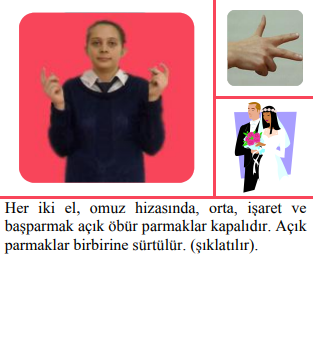 Her iki el, omuz hizasında, orta, işaret ve
başparmak açık öbür parmaklar kapalıdır. Açık
parmaklar birbirine sürtülür. (şıklatılır).